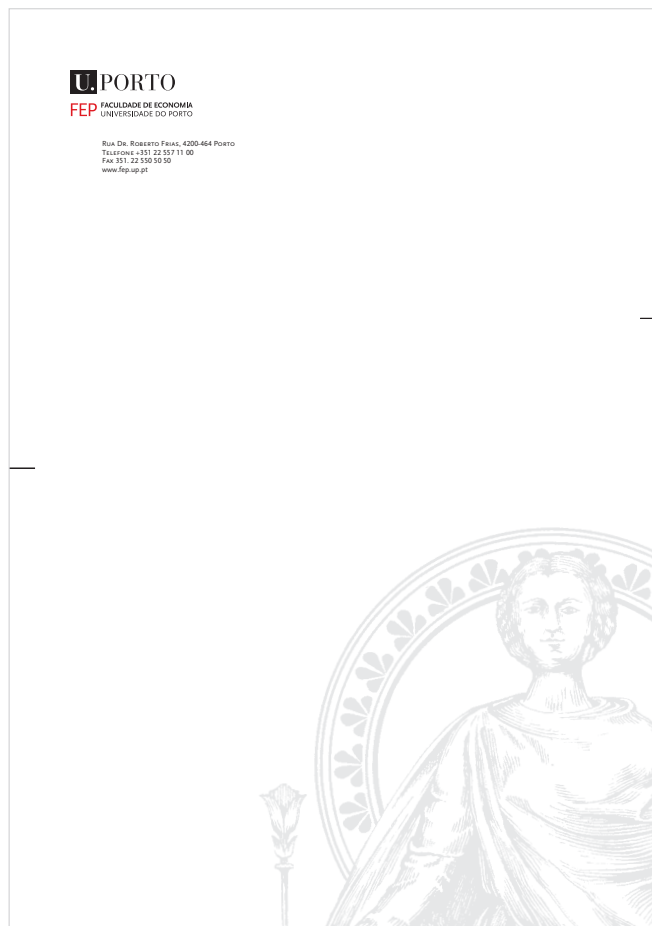 U. PORTO
FEP FACULDADE DE ECONOMIA
UNIVERSIDADE DO PORTO
RUA DR. ROBERTO FRIAS, 4200-464 PORTO
TELEFONE +351 22 557 11 00
FAX 351. 22 550 50 50
www.fep.up.pt